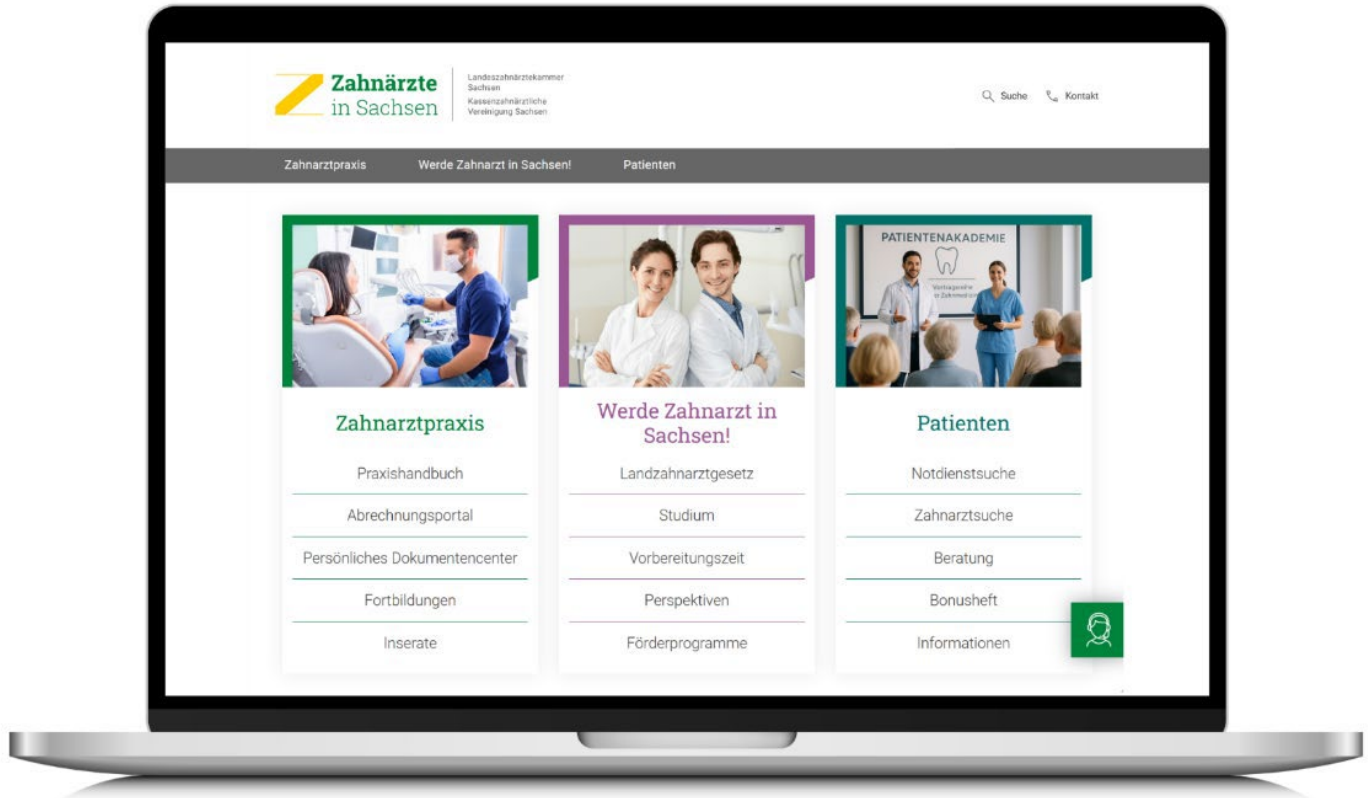 Zahnärzte
in Sachsen
Landeszahnärztekammer
Sachsen
Kassenzahnärztliche
Vereinigung Sachsen
Suche
Kontakt
Zahnarztpraxis
Werde Zahnarzt in Sachsen!
Patienten
PATIENTENAKADEMIE
Vortragsreihe
Zahnarztpraxis
Praxishandbuch
Abrechnungsportal
Persönliches Dokumentencenter
Fortbildungen
Inserate
Werde Zahnarzt in
Sachsen!
Landzahnarztgesetz
Studium
Vorbereitungszeit
Perspektiven
Förderprogramme
Patienten
Notdienstsuche
Zahnarztsuche
Beratung
Bonusheft
Informationen